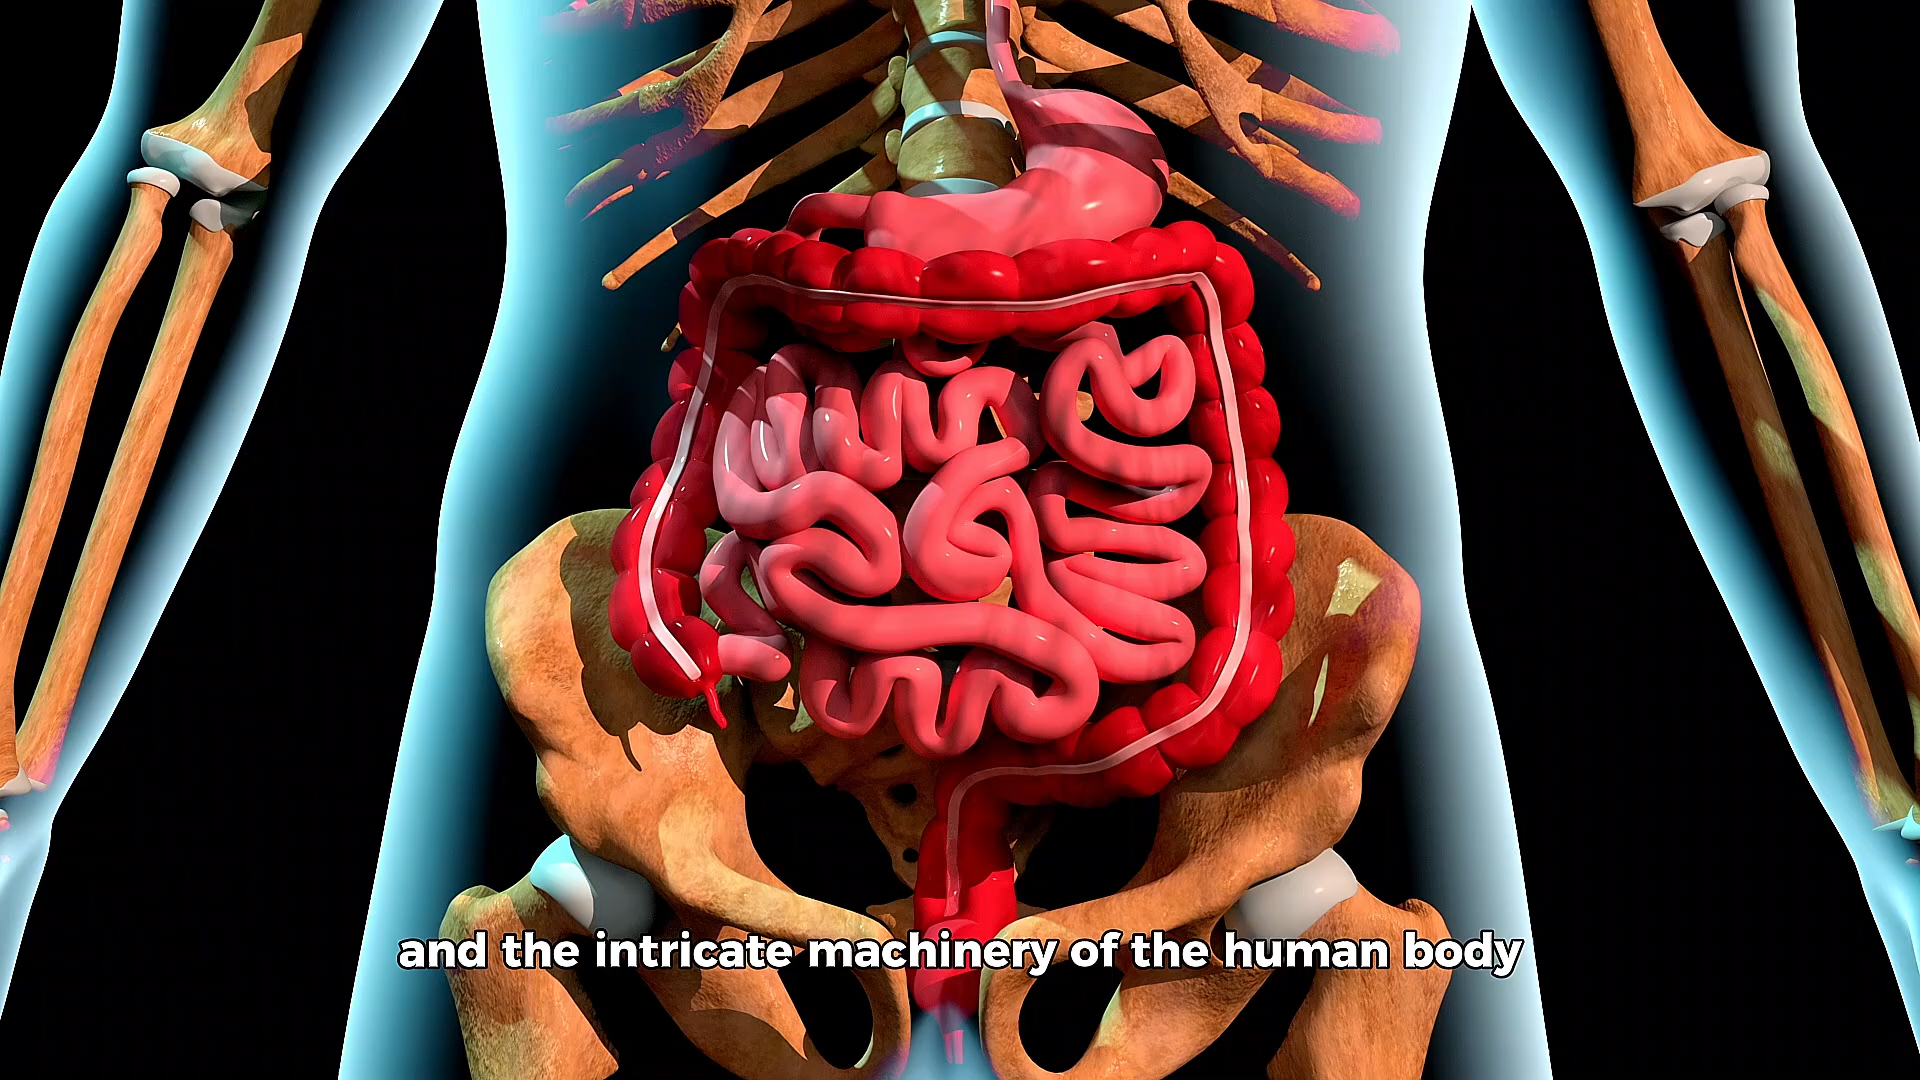 and the intricate machinery of the human body